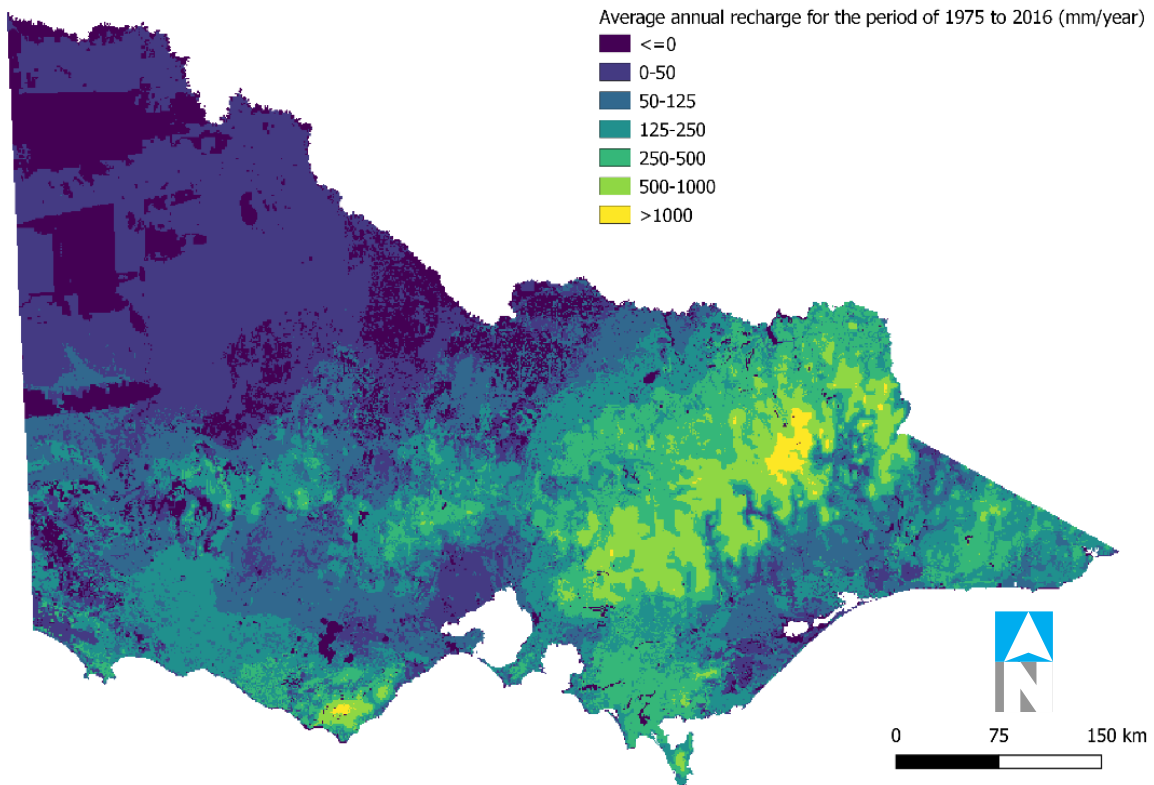 Average annual recharge for the period of 1975 to 2016 (mm/year)
<=0
0-50
50-125
125-250
250-500
500-1000
>1000
N
0 75 150 km